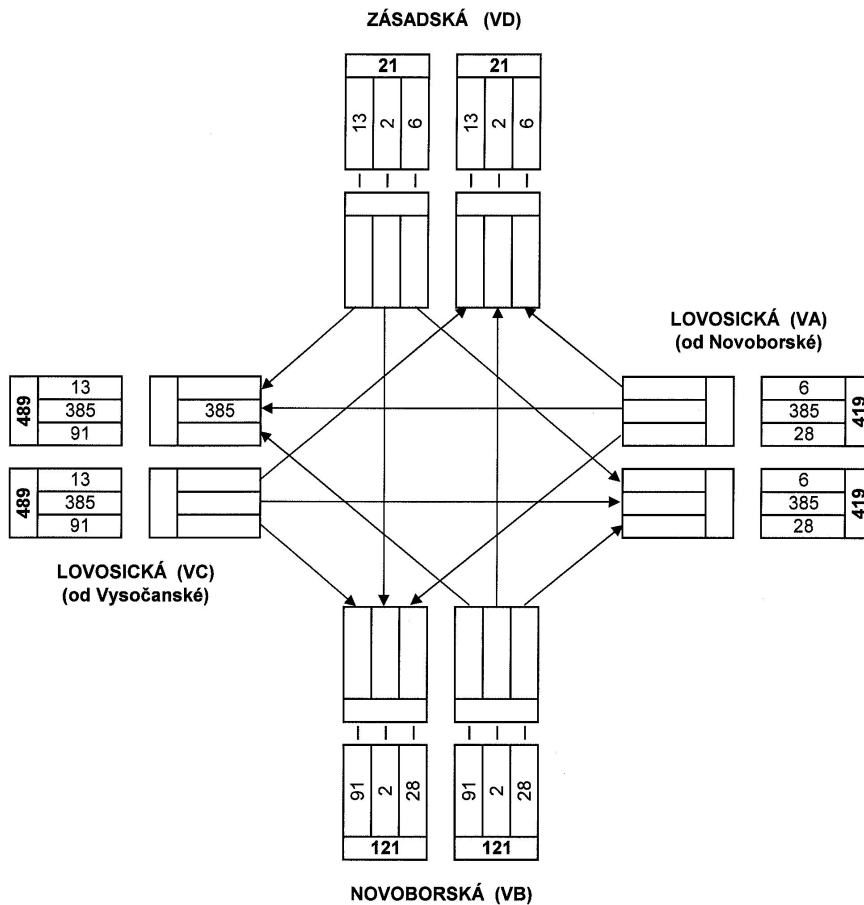 ZÁSADSKÁ (VD)
21 21
13 2 6 13 2 6
LOVOSICKÁ (VA)
(od Novoborské)
489 13 385 91 385 6 385 28 419
489 13 385 91 6 385 28 419
LOVOSICKÁ (VC)
(od Vysočanské)
91 2 28 91 2 28
121 121
NOVOBORSKÁ (VB)